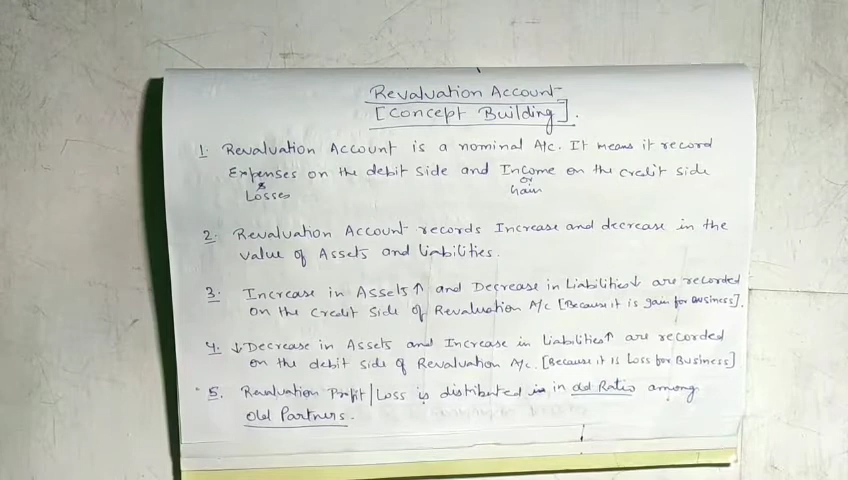 Revaluation Account
[Concept Building].
1. Revaluation Account is a nominal A/c. It means it record
Expenses on the debit side and Income on the credit side
& Losses
or Gain
2. Revaluation Account records Increase and decrease in the
value of Assets and liabilities.
3. Increase in Assets↑ and Decrease in Liabilities↓ are recorded
on the credit side of Revaluation A/c [Because it is gain for Business].
4. ↓Decrease in Assets and Increase in Liabilities↑ are recorded
on the debit side of Revaluation A/c. [Because it is Loss for Business]
5. Revaluation Profit/Loss is distributed in old Ratio among
Old Partners.